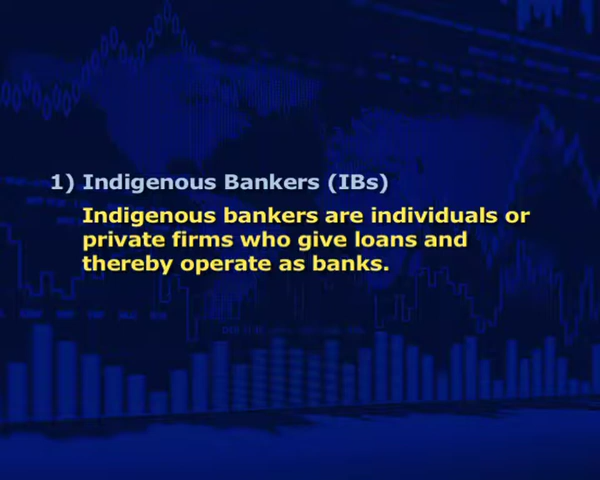 1) Indigenous Bankers (IBs)
Indigenous bankers are individuals or
private firms who give loans and
thereby operate as banks.